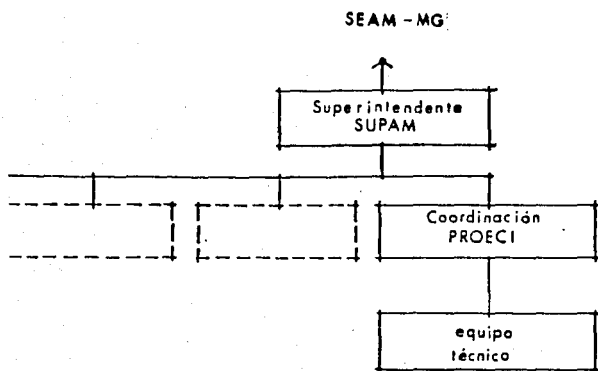 SEAM-MG
Superintendente
SUPAM
Coordinación
PROECI
equipo
técnico